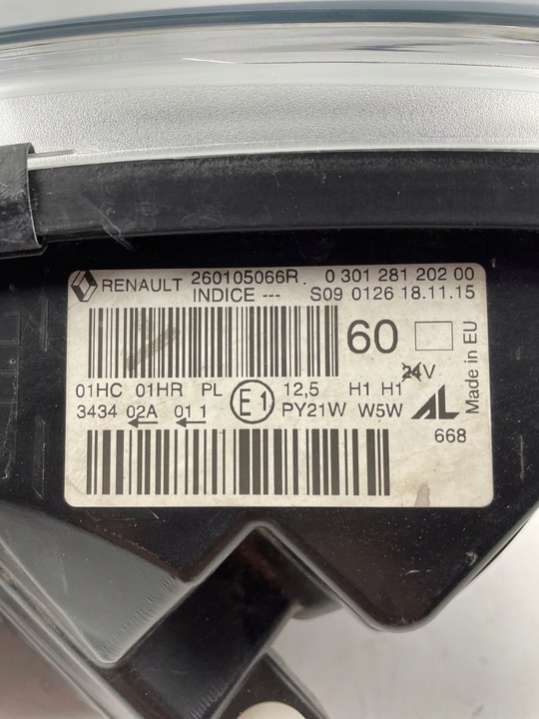 RENAULT 260105066R. 0 301 281 202 00
INDICE --- S09 0126 18.11.15
60
Made in EU
01HC 01HR PL E1 12,5 H1 H1 24V
3434 02A 01 1 PY21W W5W AL
668